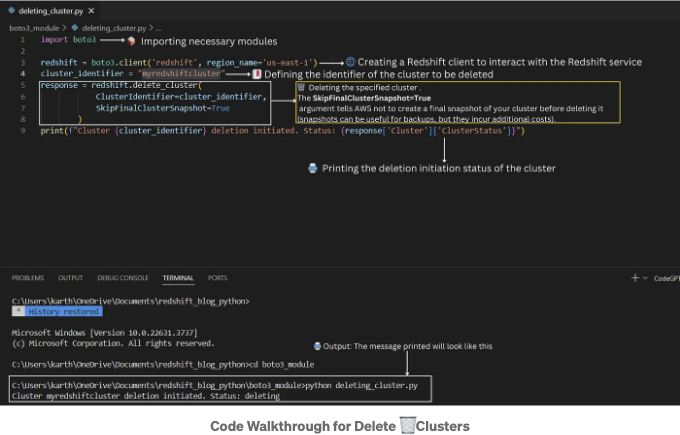 deleting_cluster.py ×
boto3_module > deleting_cluster.py > ...
1 import boto3 Importing necessary modules
2
3 redshift = boto3.client('redshift', region_name='us-east-1') Creating a Redshift client to interact with the Redshift service
4 cluster_identifier = "myredshiftcluster" Defining the identifier of the cluster to be deleted
5 response = redshift.delete_cluster(
6 ClusterIdentifier=cluster_identifier,
7 SkipFinalClusterSnapshot=True
8 )
Deleting the specified cluster .
The SkipFinalClusterSnapshot=True
argument tells AWS not to create a final snapshot of your cluster before deleting it
(snapshots can be useful for backups, but they incur additional costs).
9 print(f"Cluster {cluster_identifier} deletion initiated. Status: {response['Cluster']['ClusterStatus']}")
Printing the deletion initiation status of the cluster
PROBLEMS OUTPUT DEBUG CONSOLE TERMINAL PORTS
CodeGPT
C:\Users\karth\OneDrive\Documents\redshift_blog_python>
* History restored
Microsoft Windows [Version 10.0.22631.3737]
(c) Microsoft Corporation. All rights reserved.
Output: The message printed will look like this
C:\Users\karth\OneDrive\Documents\redshift_blog_python>cd boto3_module
C:\Users\karth\OneDrive\Documents\redshift_blog_python\boto3_module>python deleting_cluster.py
Cluster myredshiftcluster deletion initiated. Status: deleting
Code Walkthrough for Delete 🗑️Clusters